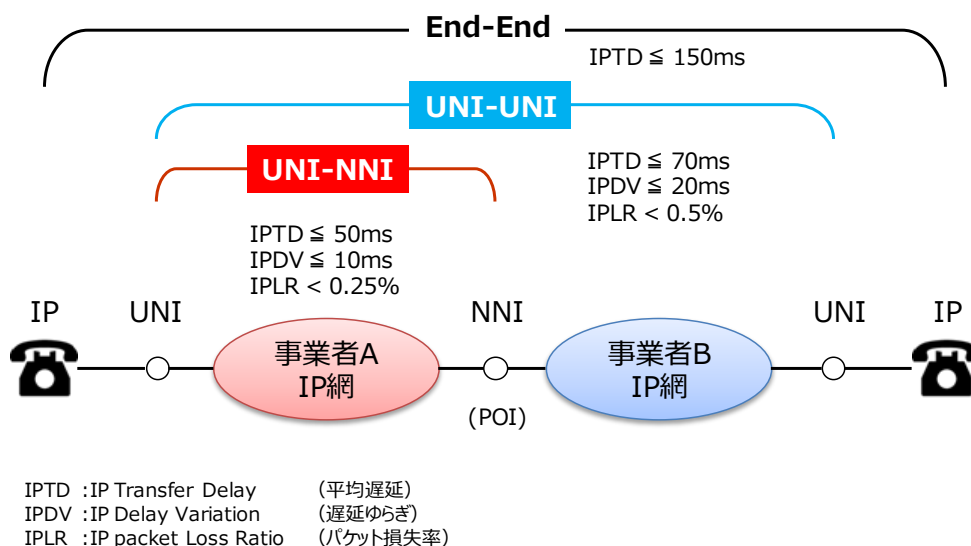 End-End
IPTD ≦ 150ms
UNI-UNI
UNI-NNI
IPTD ≦ 70ms
IPDV ≦ 20ms
IPLR < 0.5%
IPTD ≦ 50ms
IPDV ≦ 10ms
IPLR < 0.25%
IP
UNI
NNI
UNI
IP
事業者A
IP網
事業者B
IP網
(POI)
IPTD :IP Transfer Delay (平均遅延)
IPDV :IP Delay Variation (遅延ゆらぎ)
IPLR :IP packet Loss Ratio (パケット損失率)